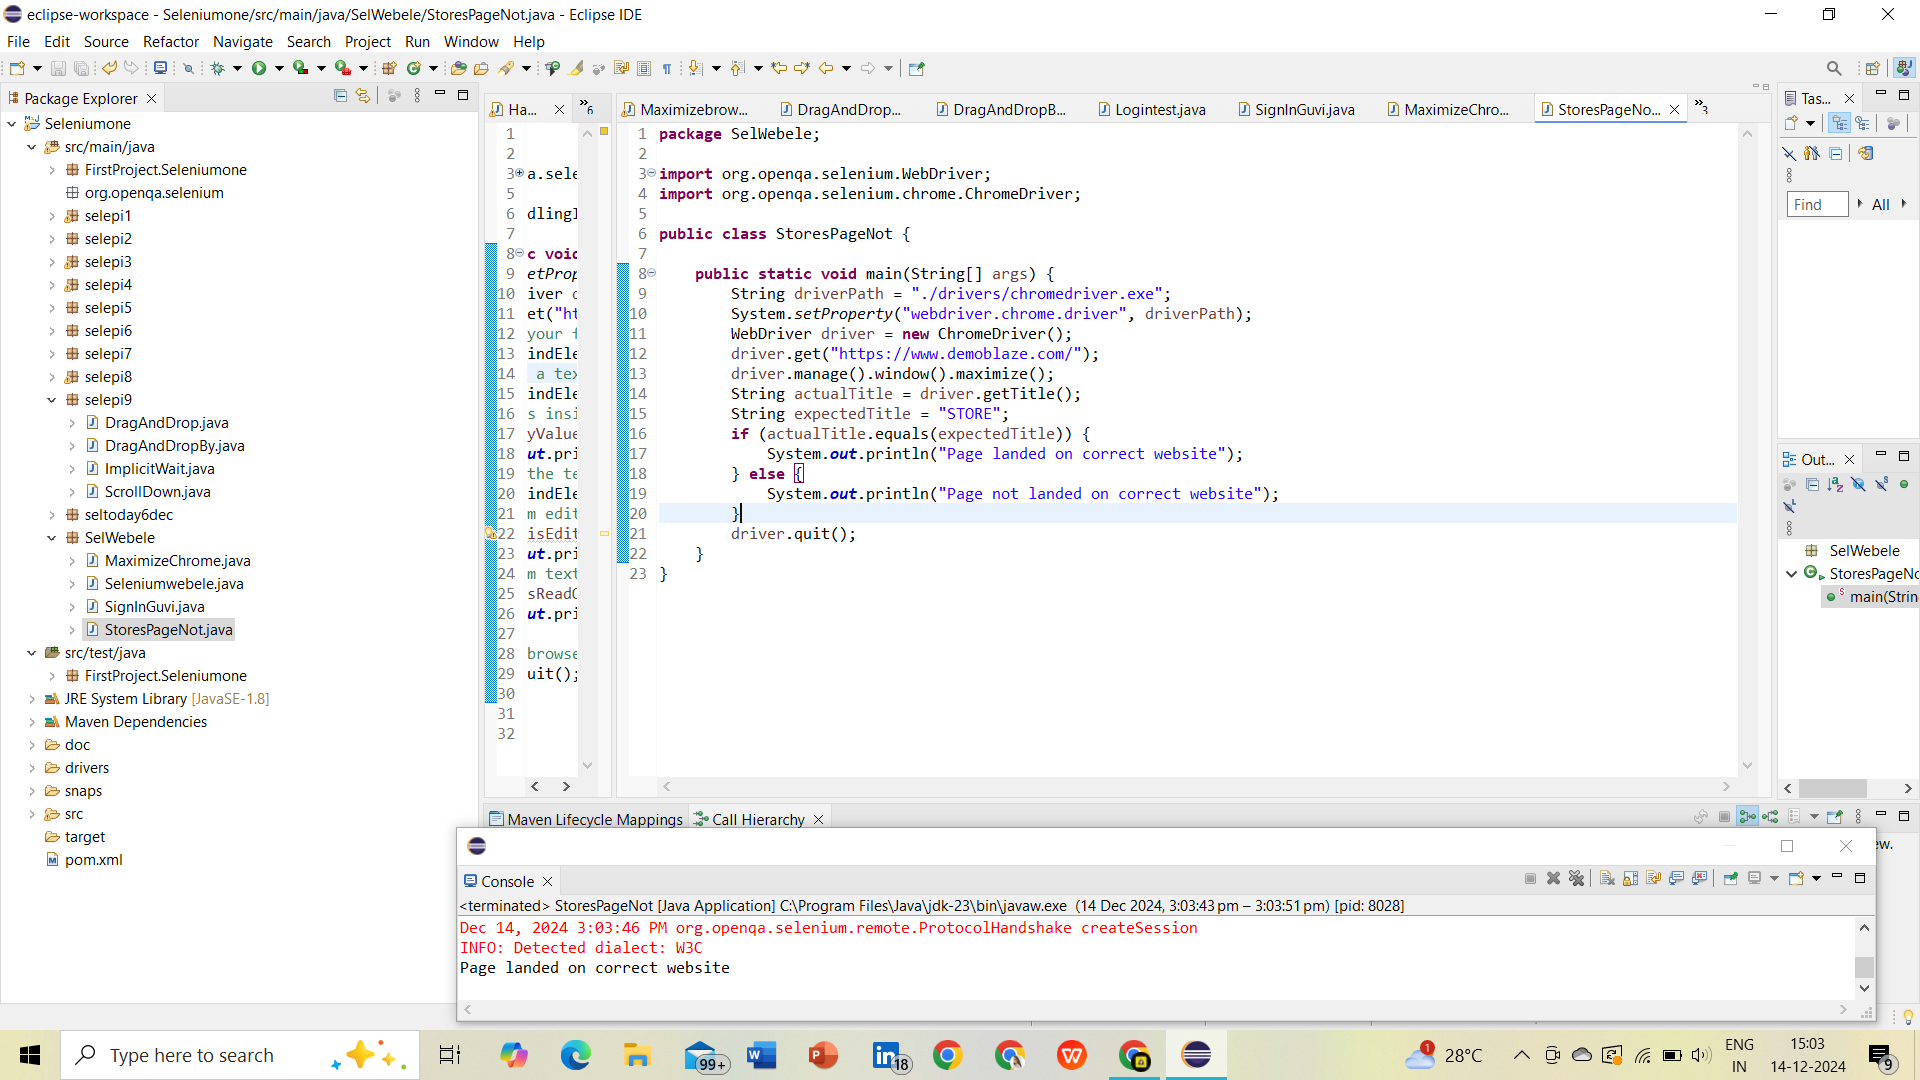 eclipse-workspace - Seleniumone/src/main/java/SelWebele/StoresPageNot.java - Eclipse IDE
File Edit Source Refactor Navigate Search Project Run Window Help
Package Explorer
Seleniumone
src/main/java
FirstProject.Seleniumone
org.openqa.selenium
selepi1
selepi2
selepi3
selepi4
selepi5
selepi6
selepi7
selepi8
selepi9
DragAndDrop.java
DragAndDropBy.java
ImplicitWait.java
ScrollDown.java
seltoday6dec
SelWebele
MaximizeChrome.java
Seleniumwebele.java
SignInGuvi.java
StoresPageNot.java
src/test/java
FirstProject.Seleniumone
JRE System Library [JavaSE-1.8]
Maven Dependencies
doc
drivers
snaps
src
target
pom.xml
Ha...
»6
1
2
3 a.sele
5
6 dlingI
7
8 c void
9 etProp
10 iver d
11 et("ht
12 your f
13 indEle
14 a tex
15 indEle
16 s insi
17 yValue
18 ut.pri
19 the te
20 indEle
21 m edit
22 isEdit
23 ut.pri
24 m text
25 sReadO
26 ut.pri
27
28 browse
29 uit();
30
31
32
Maximizebrow... DragAndDrop... DragAndDropB... Logintest.java SignInGuvi.java MaximizeChro... StoresPageNo... »3
1 package SelWebele;
2
3 import org.openqa.selenium.WebDriver;
4 import org.openqa.selenium.chrome.ChromeDriver;
5
6 public class StoresPageNot {
7
8 public static void main(String[] args) {
9 String driverPath = "./drivers/chromedriver.exe";
10 System.setProperty("webdriver.chrome.driver", driverPath);
11 WebDriver driver = new ChromeDriver();
12 driver.get("https://www.demoblaze.com/");
13 driver.manage().window().maximize();
14 String actualTitle = driver.getTitle();
15 String expectedTitle = "STORE";
16 if (actualTitle.equals(expectedTitle)) {
17 System.out.println("Page landed on correct website");
18 } else {
19 System.out.println("Page not landed on correct website");
20 }
21 driver.quit();
22 }
23 }
Tas...
Find All
Out...
SelWebele
StoresPageNo
main(Strin
Maven Lifecycle Mappings Call Hierarchy
ew.
Console
<terminated> StoresPageNot [Java Application] C:\Program Files\Java\jdk-23\bin\javaw.exe (14 Dec 2024, 3:03:43 pm – 3:03:51 pm) [pid: 8028]
Dec 14, 2024 3:03:46 PM org.openqa.selenium.remote.ProtocolHandshake createSession
INFO: Detected dialect: W3C
Page landed on correct website
Type here to search
99+
18
1
28°C
ENG
IN
15:03
14-12-2024
9